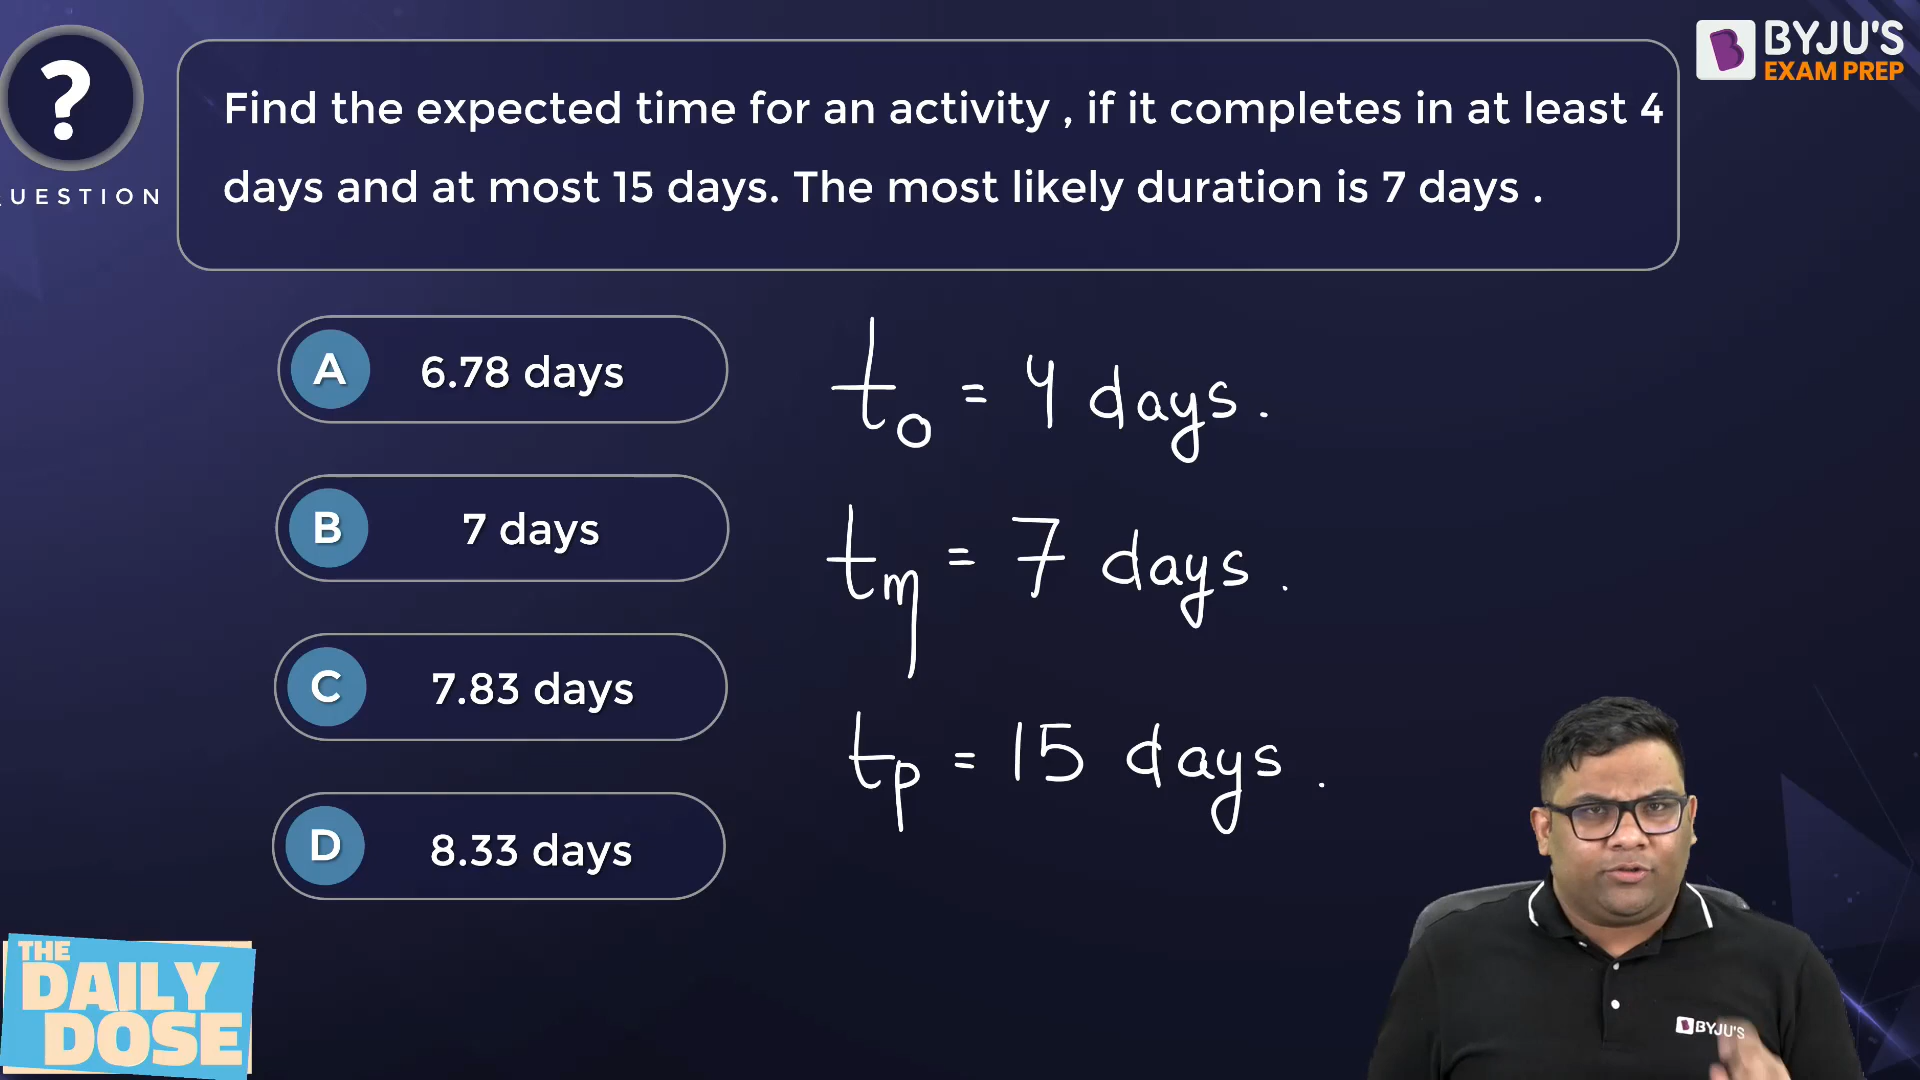 ?
QUESTION
Find the expected time for an activity , if it completes in at least 4
days and at most 15 days. The most likely duration is 7 days .
BYJU'S
EXAM PREP
A 6.78 days
B 7 days
C 7.83 days
D 8.33 days
to = 4 days.
tm = 7 days .
tp = 15 days .
THE
DAILY
DOSE
BYJU'S